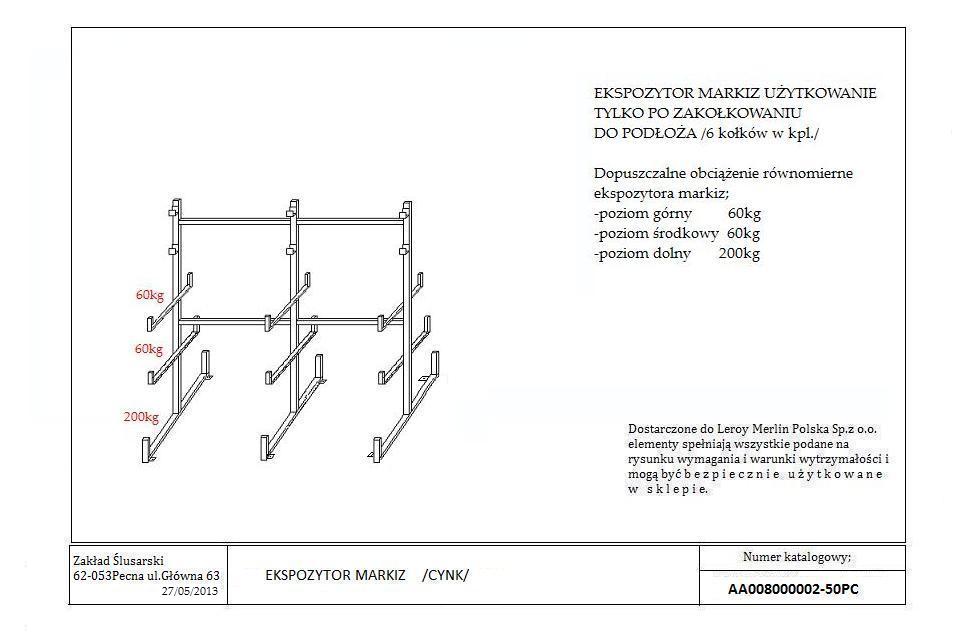 EKSPOZYTOR MARKIZ UŻYTKOWANIE
TYLKO PO ZAKOŁKOWANIU
DO PODŁOŻA /6 kołków w kpl./
Dopuszczalne obciążenie równomierne
ekspozytora markiz;
-poziom górny 60kg
-poziom środkowy 60kg
-poziom dolny 200kg
60kg
60kg
200kg
Dostarczone do Leroy Merlin Polska Sp.z o.o.
elementy spełniają wszystkie podane na
rysunku wymagania i warunki wytrzymałości i
mogą być b e z p i e c z n i e u ż y t k o w a n e
w s k l e p i e.
Zakład Ślusarski
62-053Pecna ul.Główna 63
27/05/2013
EKSPOZYTOR MARKIZ /CYNK/
Numer katalogowy;
AA008000002-50PC